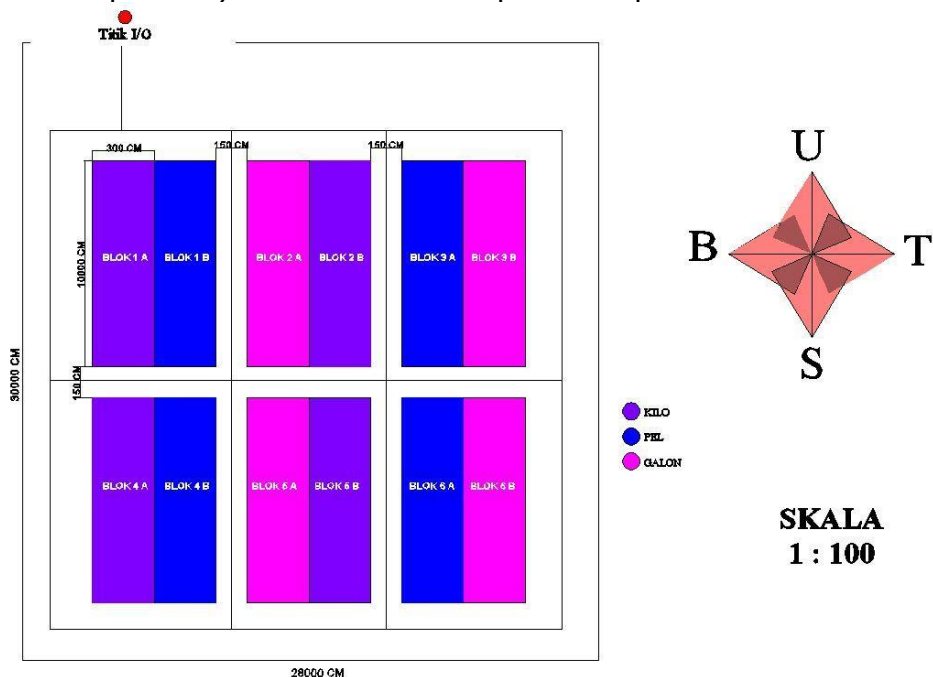 Titik I/O
300 CM
150 CM
150 CM
BLOK 1 A
BLOK 1 B
BLOK 2 A
BLOK 2 B
BLOK 3 A
BLOK 3 B
10000 CM
150 CM
30000 CM
BLOK 4 A
BLOK 4 B
BLOK 5 A
BLOK 5 B
BLOK 6 A
BLOK 6 B
28000 CM
U
B
T
S
KILO
PEL
GALON
SKALA
1 : 100